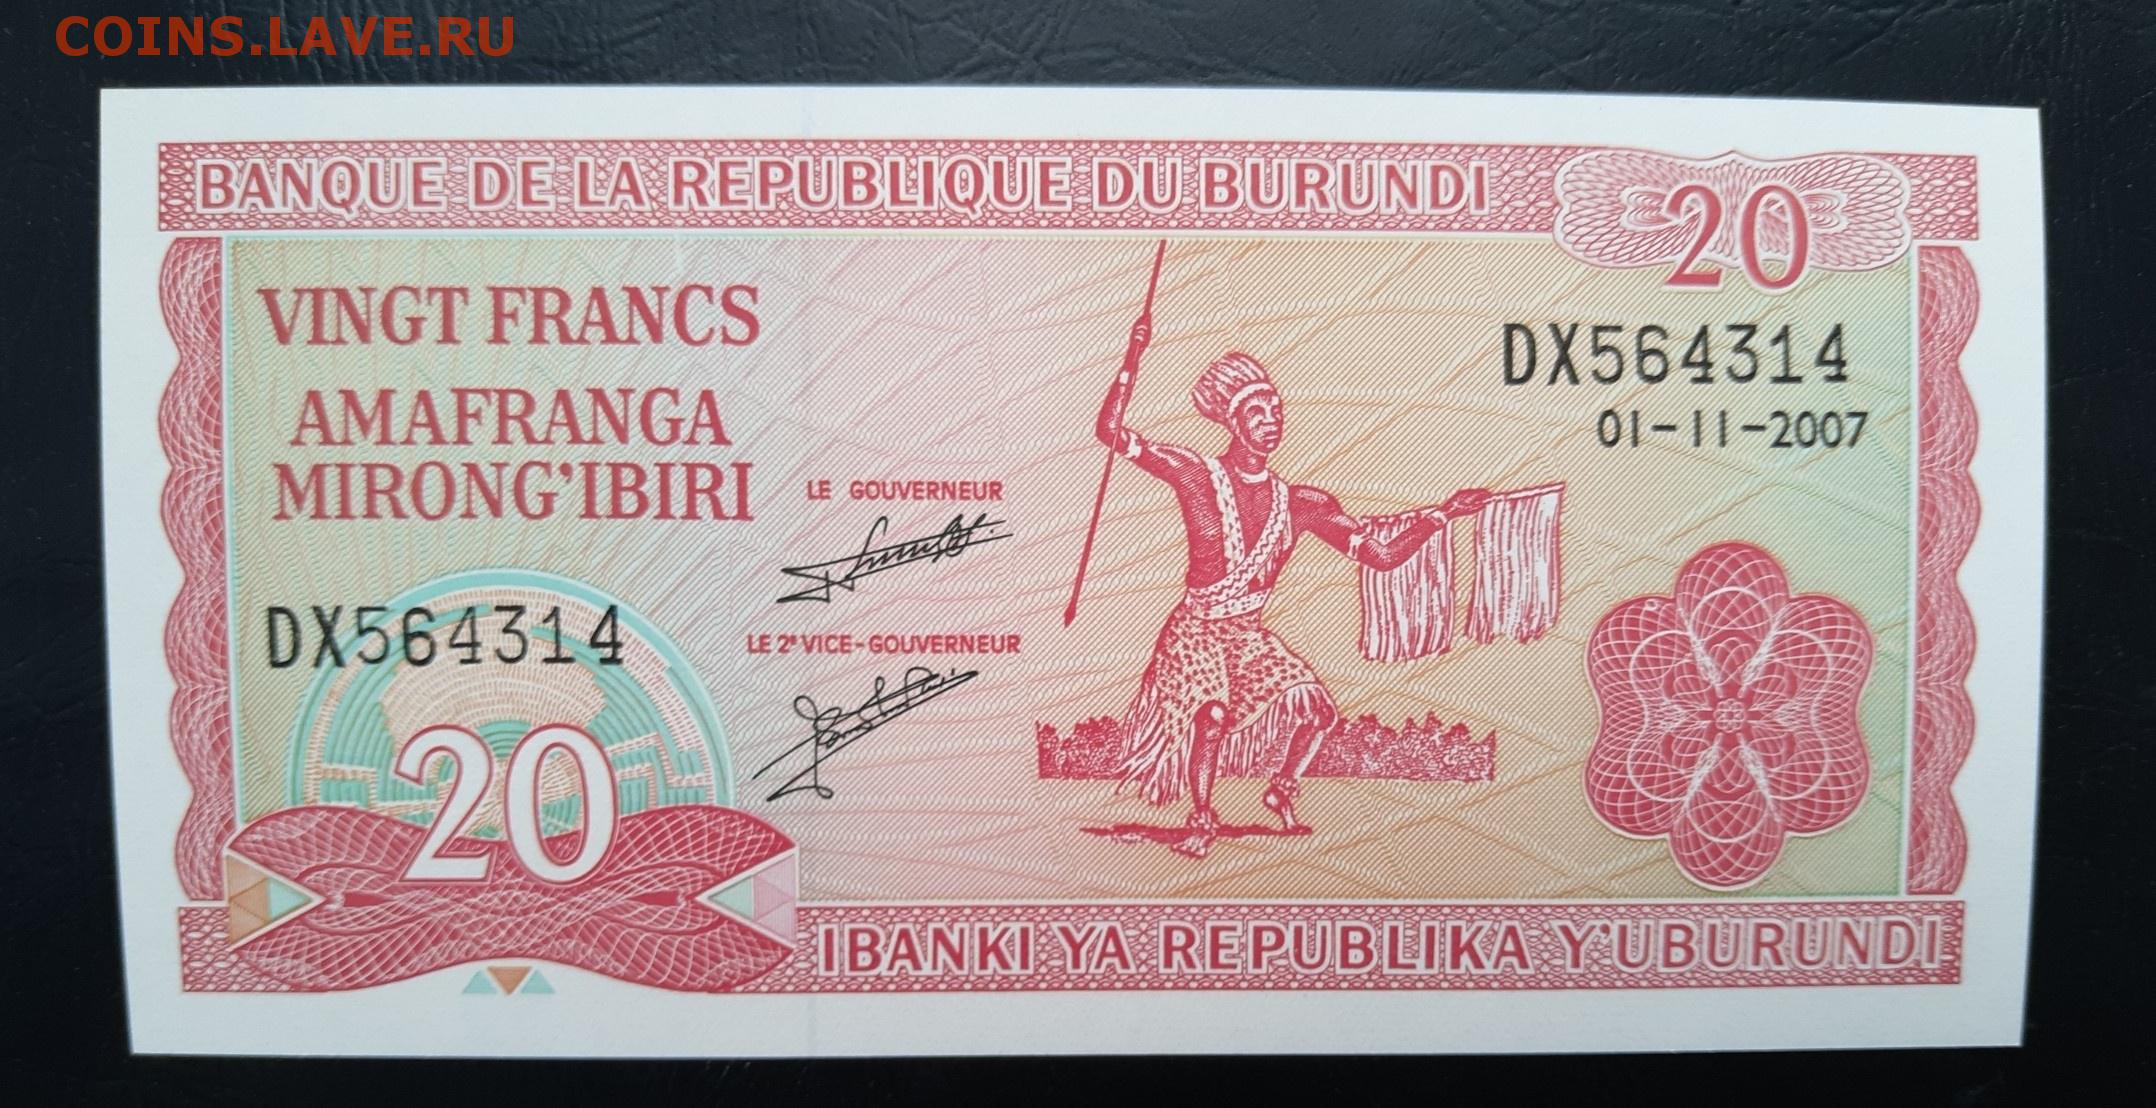 COINS.LAVE.RU
BANQUE DE LA REPUBLIQUE DU BURUNDI
20
VINGT FRANCS
AMAFRANGA
MIRONG'IBIRI
DX564314
01-11-2007
LE GOUVERNEUR
LE 2e VICE-GOUVERNEUR
DX564314
20
IBANKI YA REPUBLIKA Y'UBURUNDI